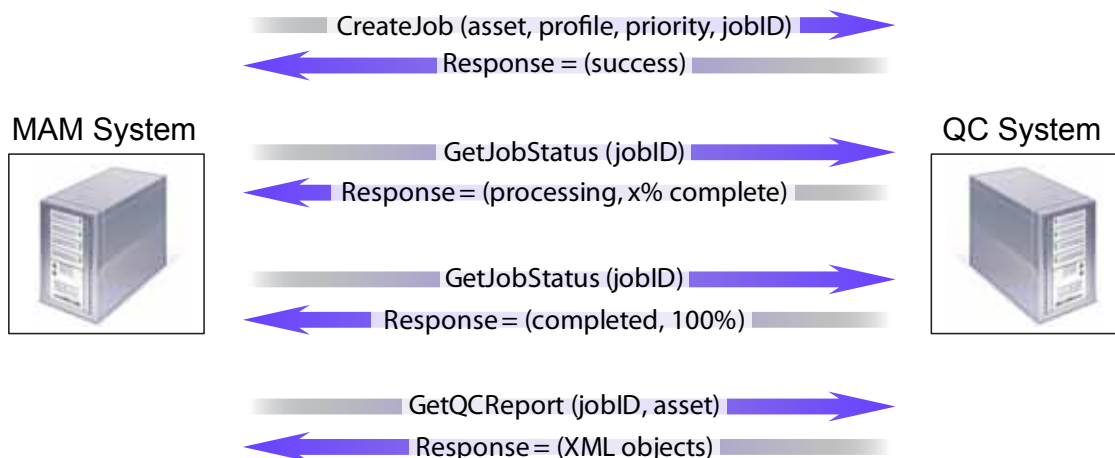 CreateJob (asset, profile, priority, jobID)
Response = (success)
MAM System
QC System
GetJobStatus (jobID)
Response = (processing, x% complete)
GetJobStatus (jobID)
Response = (completed, 100%)
GetQCReport (jobID, asset)
Response = (XML objects)